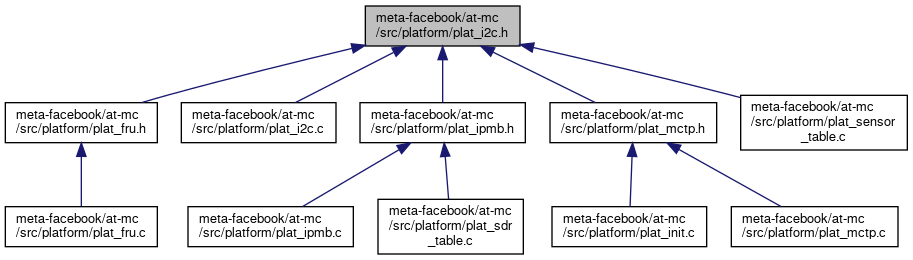 meta-facebook/at-mc
/src/platform/plat_i2c.h
meta-facebook/at-mc
/src/platform/plat_fru.h
meta-facebook/at-mc
/src/platform/plat_i2c.c
meta-facebook/at-mc
/src/platform/plat_ipmb.h
meta-facebook/at-mc
/src/platform/plat_mctp.h
meta-facebook/at-mc
/src/platform/plat_sensor
_table.c
meta-facebook/at-mc
/src/platform/plat_fru.c
meta-facebook/at-mc
/src/platform/plat_ipmb.c
meta-facebook/at-mc
/src/platform/plat_sdr
_table.c
meta-facebook/at-mc
/src/platform/plat_init.c
meta-facebook/at-mc
/src/platform/plat_mctp.c